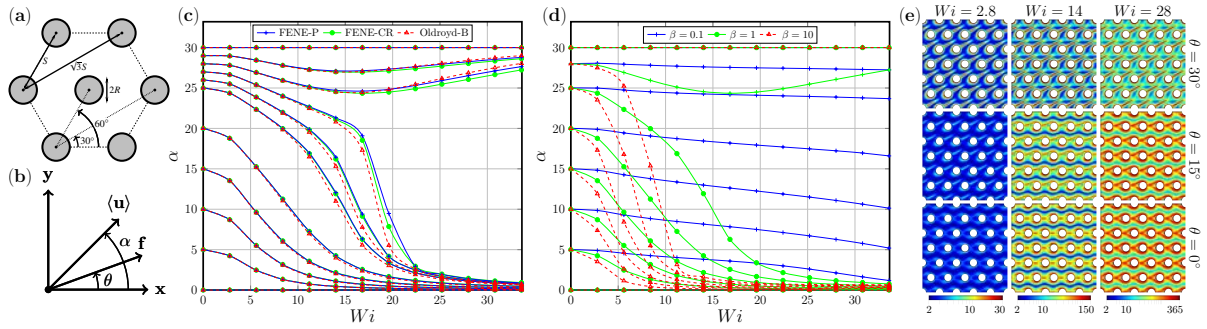 (a)
S
√3S
2R
60°
30°
(b)
y
⟨u⟩
α
f
θ
x
(c)
FENE-P
FENE-CR
Oldroyd-B
α
30
25
20
15
10
5
0
0 5 10 15 20 25 30
Wi
(d)
β = 0.1
β = 1
β = 10
α
30
25
20
15
10
5
0
0 5 10 15 20 25 30
Wi
(e)
Wi = 2.8
Wi = 14
Wi = 28
θ = 30°
θ = 15°
θ = 0°
2 10 30
2 10 150
2 10 365